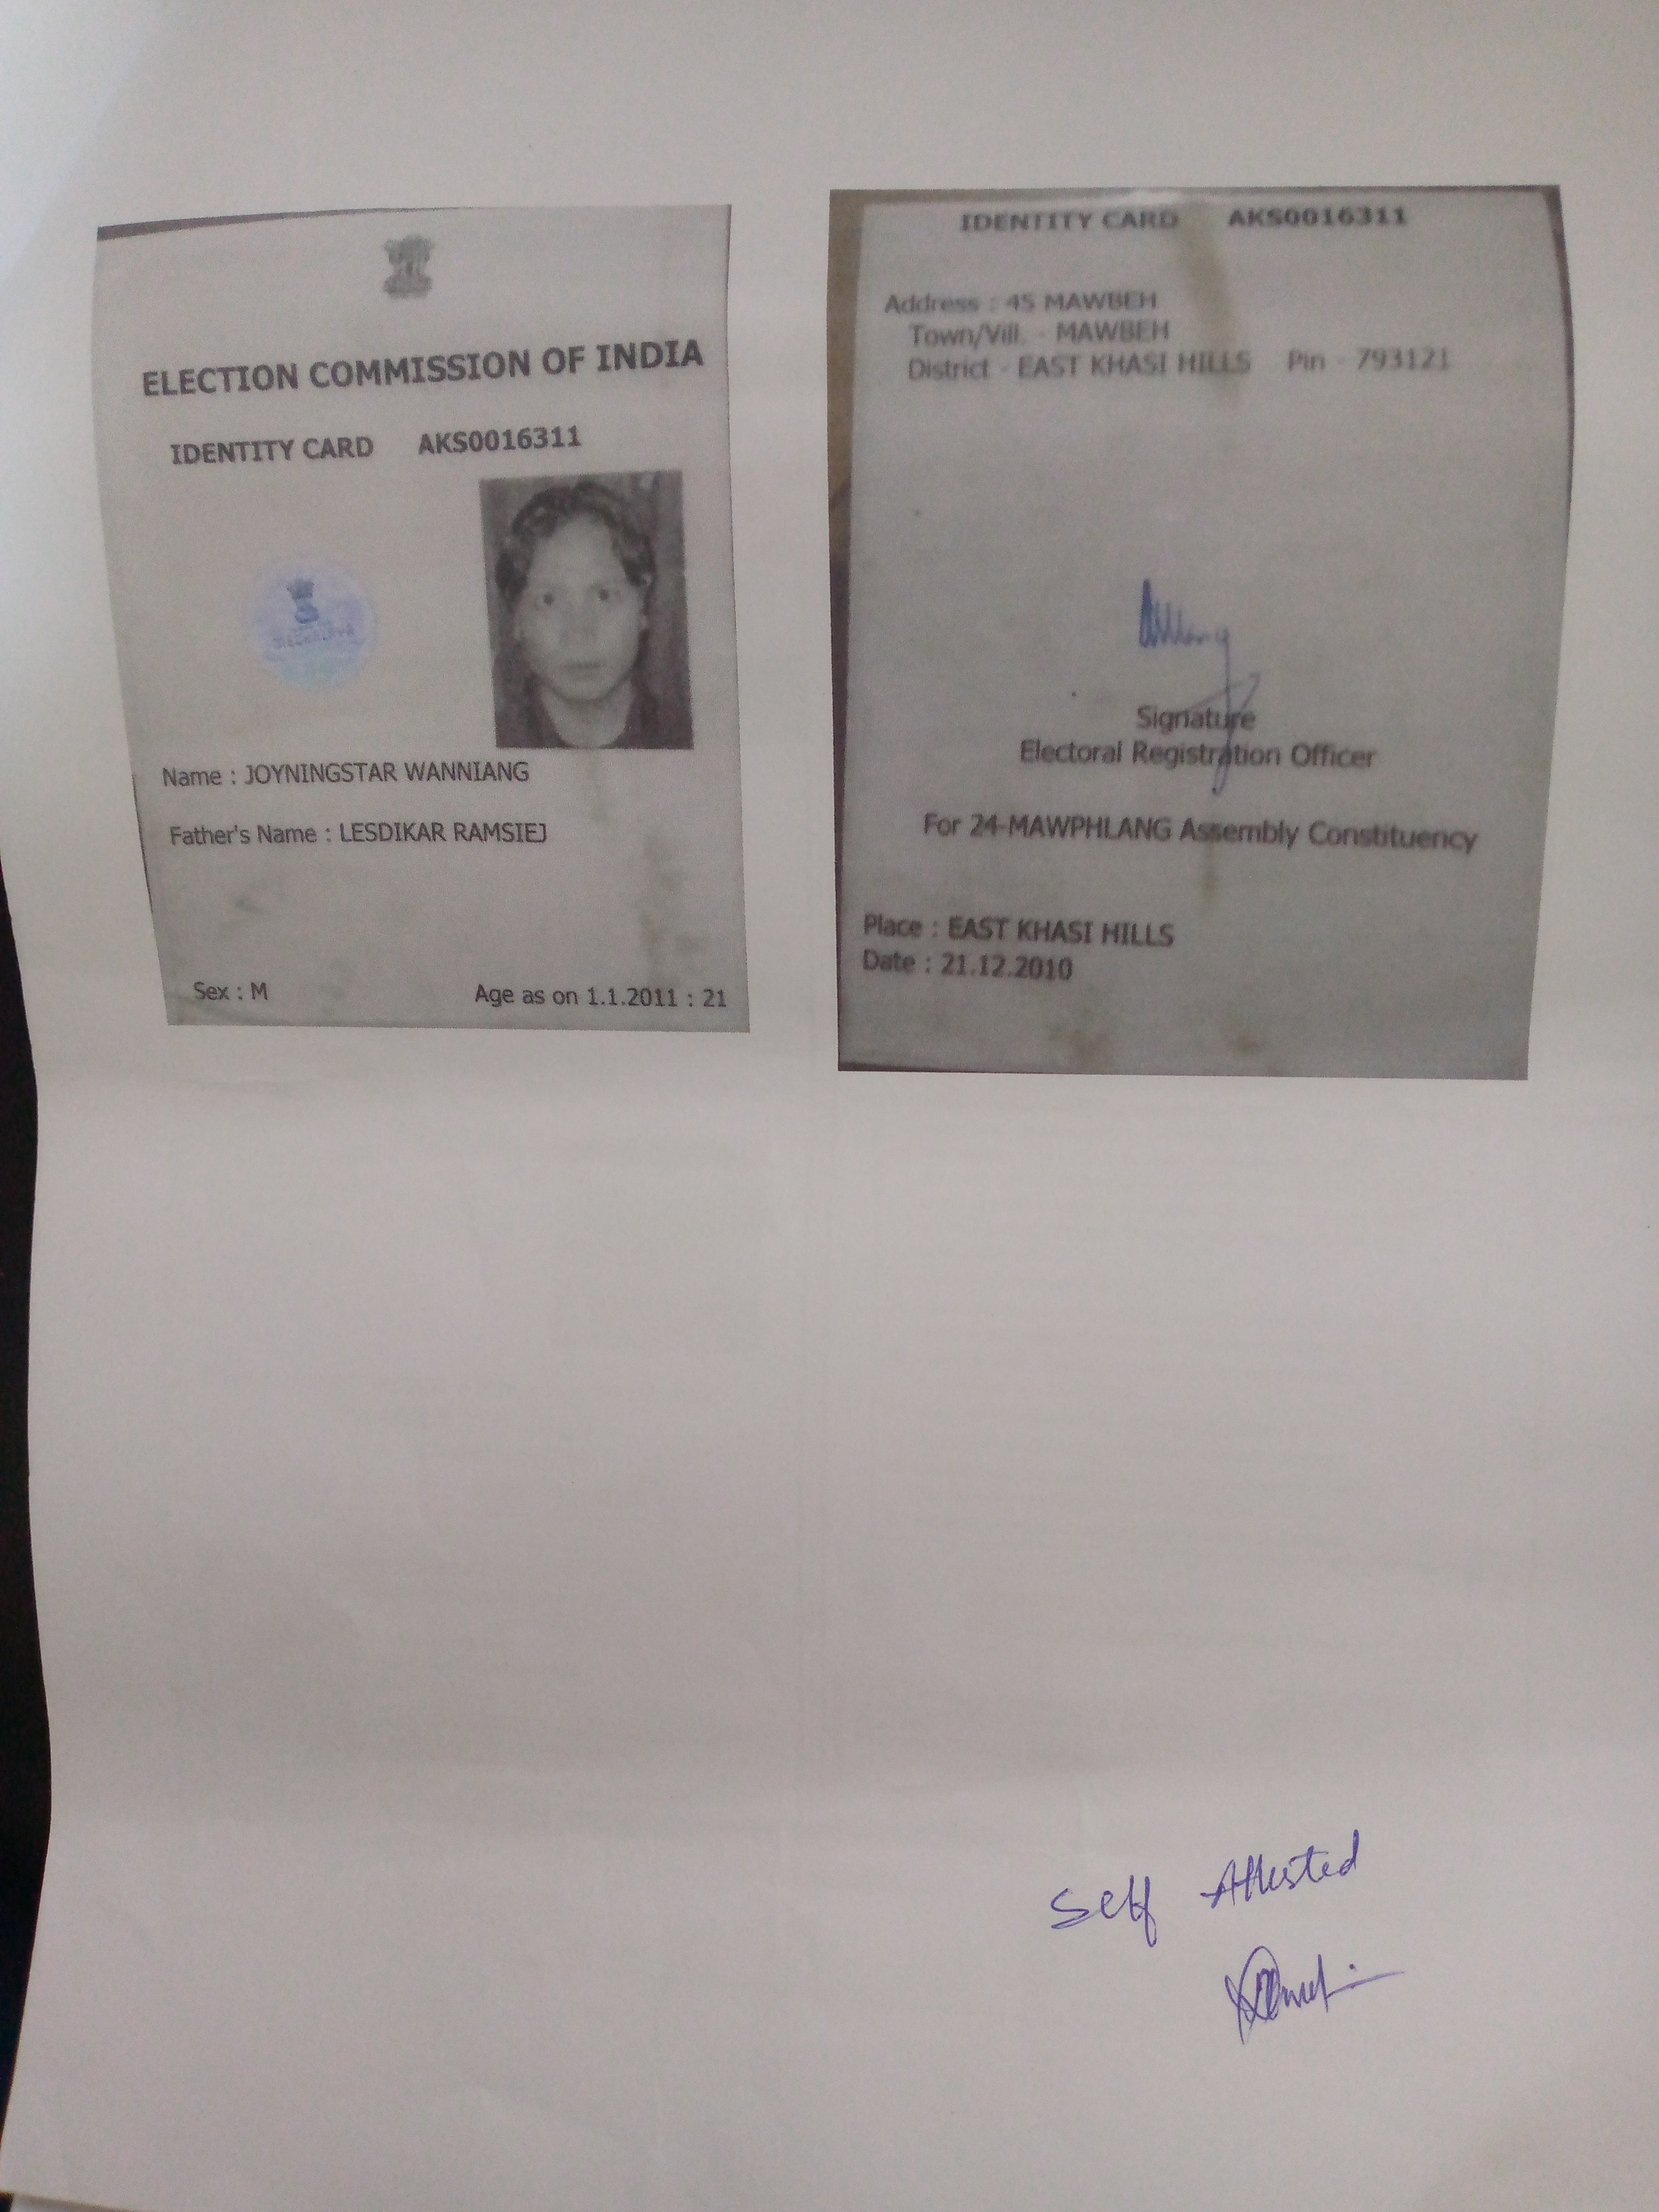 ELECTION COMMISSION OF INDIA
IDENTITY CARD AKS0016311
MEGHALAYA
Name : JOYNINGSTAR WANNIANG
Father's Name : LESDIKAR RAMSIEJ
Sex : M Age as on 1.1.2011 : 21
IDENTITY CARD AKS0016311
Address : 45 MAWBEH
Town/Vill. - MAWBEH
District - EAST KHASI HILLS Pin - 793121
Signature
Electoral Registration Officer
For 24-MAWPHLANG Assembly Constituency
Place : EAST KHASI HILLS
Date : 21.12.2010
Self Attested